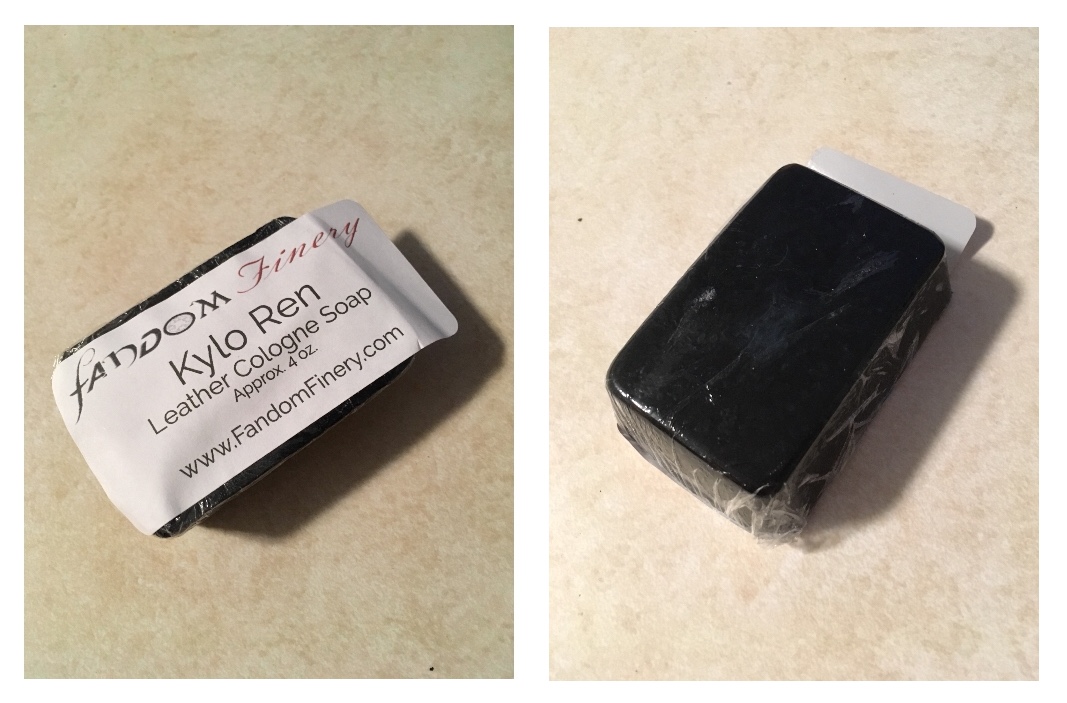 fANDOM Finery
Kylo Ren
Leather Cologne Soap
Approx. 4 oz.
www.FandomFinery.com